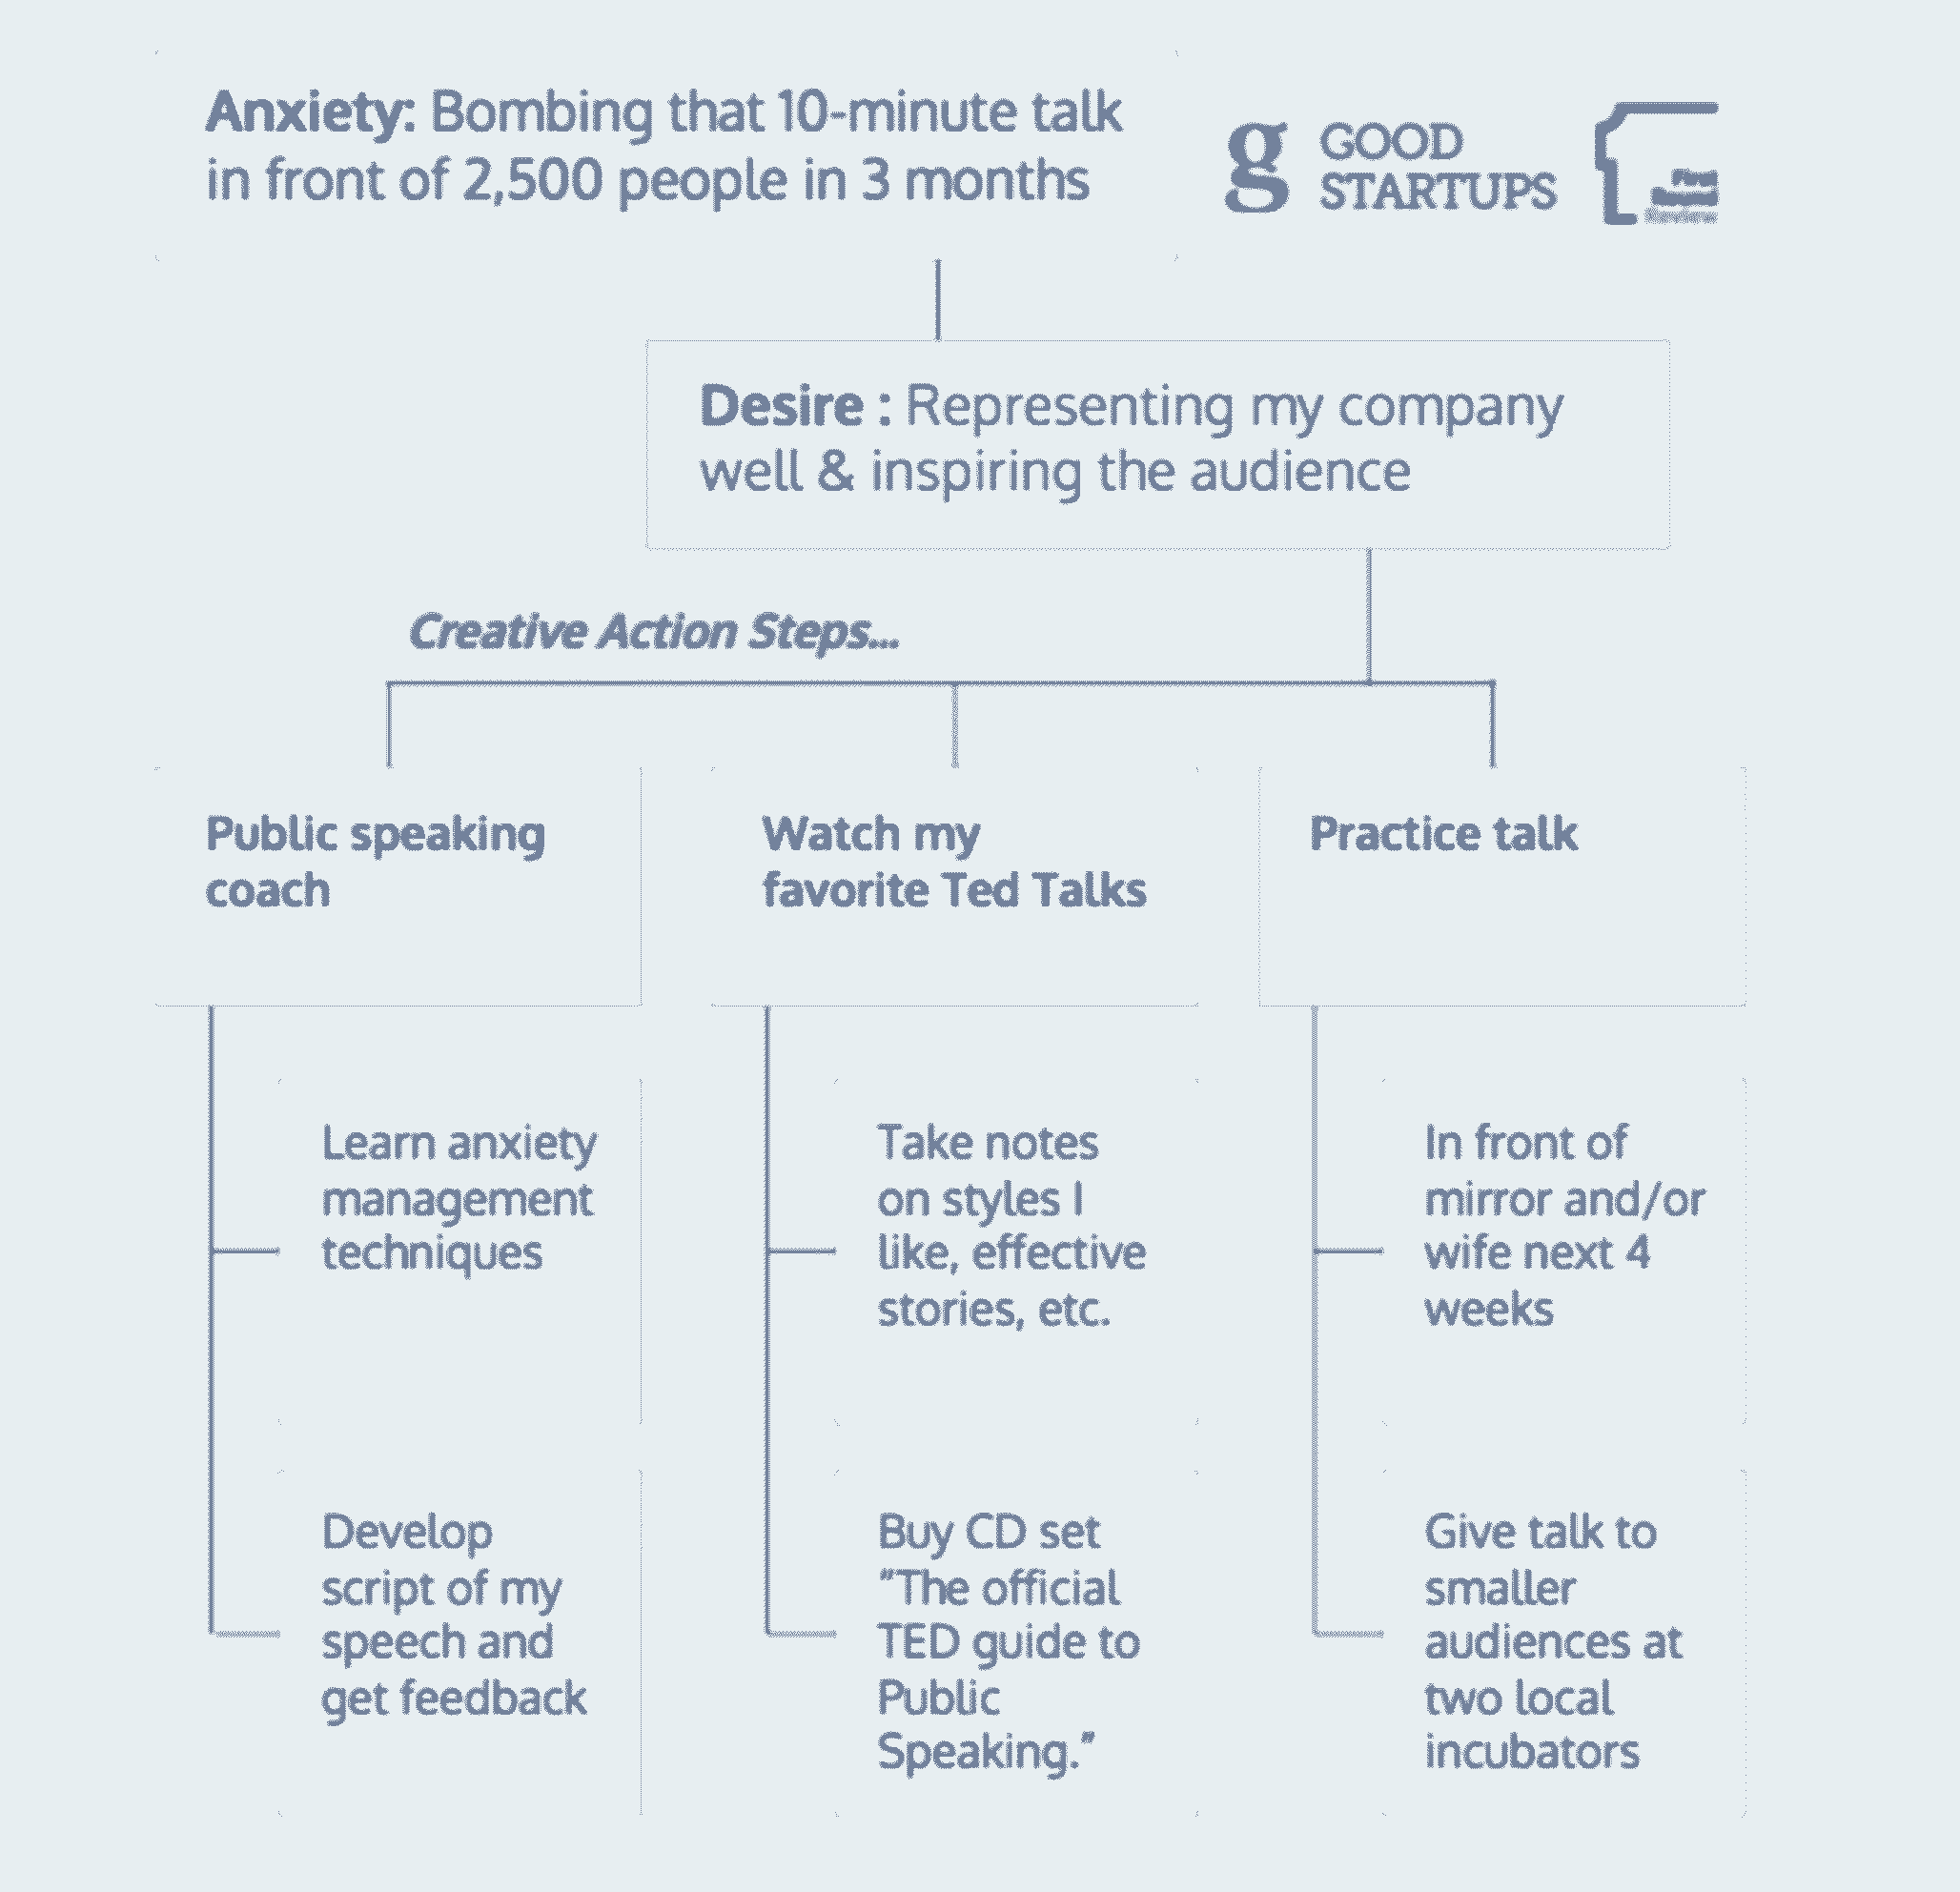 Anxiety: Bombing that 10-minute talk
in front of 2,500 people in 3 months
g GOOD
STARTUPS
Review
Desire : Representing my company
well & inspiring the audience
Creative Action Steps...
Public speaking
coach
Learn anxiety
management
techniques
Develop
script of my
speech and
get feedback
Watch my
favorite Ted Talks
Take notes
on styles I
like, effective
stories, etc.
Buy CD set
"The official
TED guide to
Public
Speaking."
Practice talk
In front of
mirror and/or
wife next 4
weeks
Give talk to
smaller
audiences at
two local
incubators